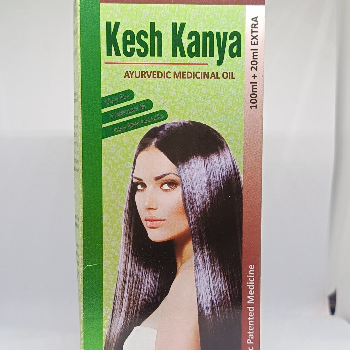 Kesh Kanya
AYURVEDIC MEDICINAL OIL
100ml + 20ml EXTRA
Patented Medicine